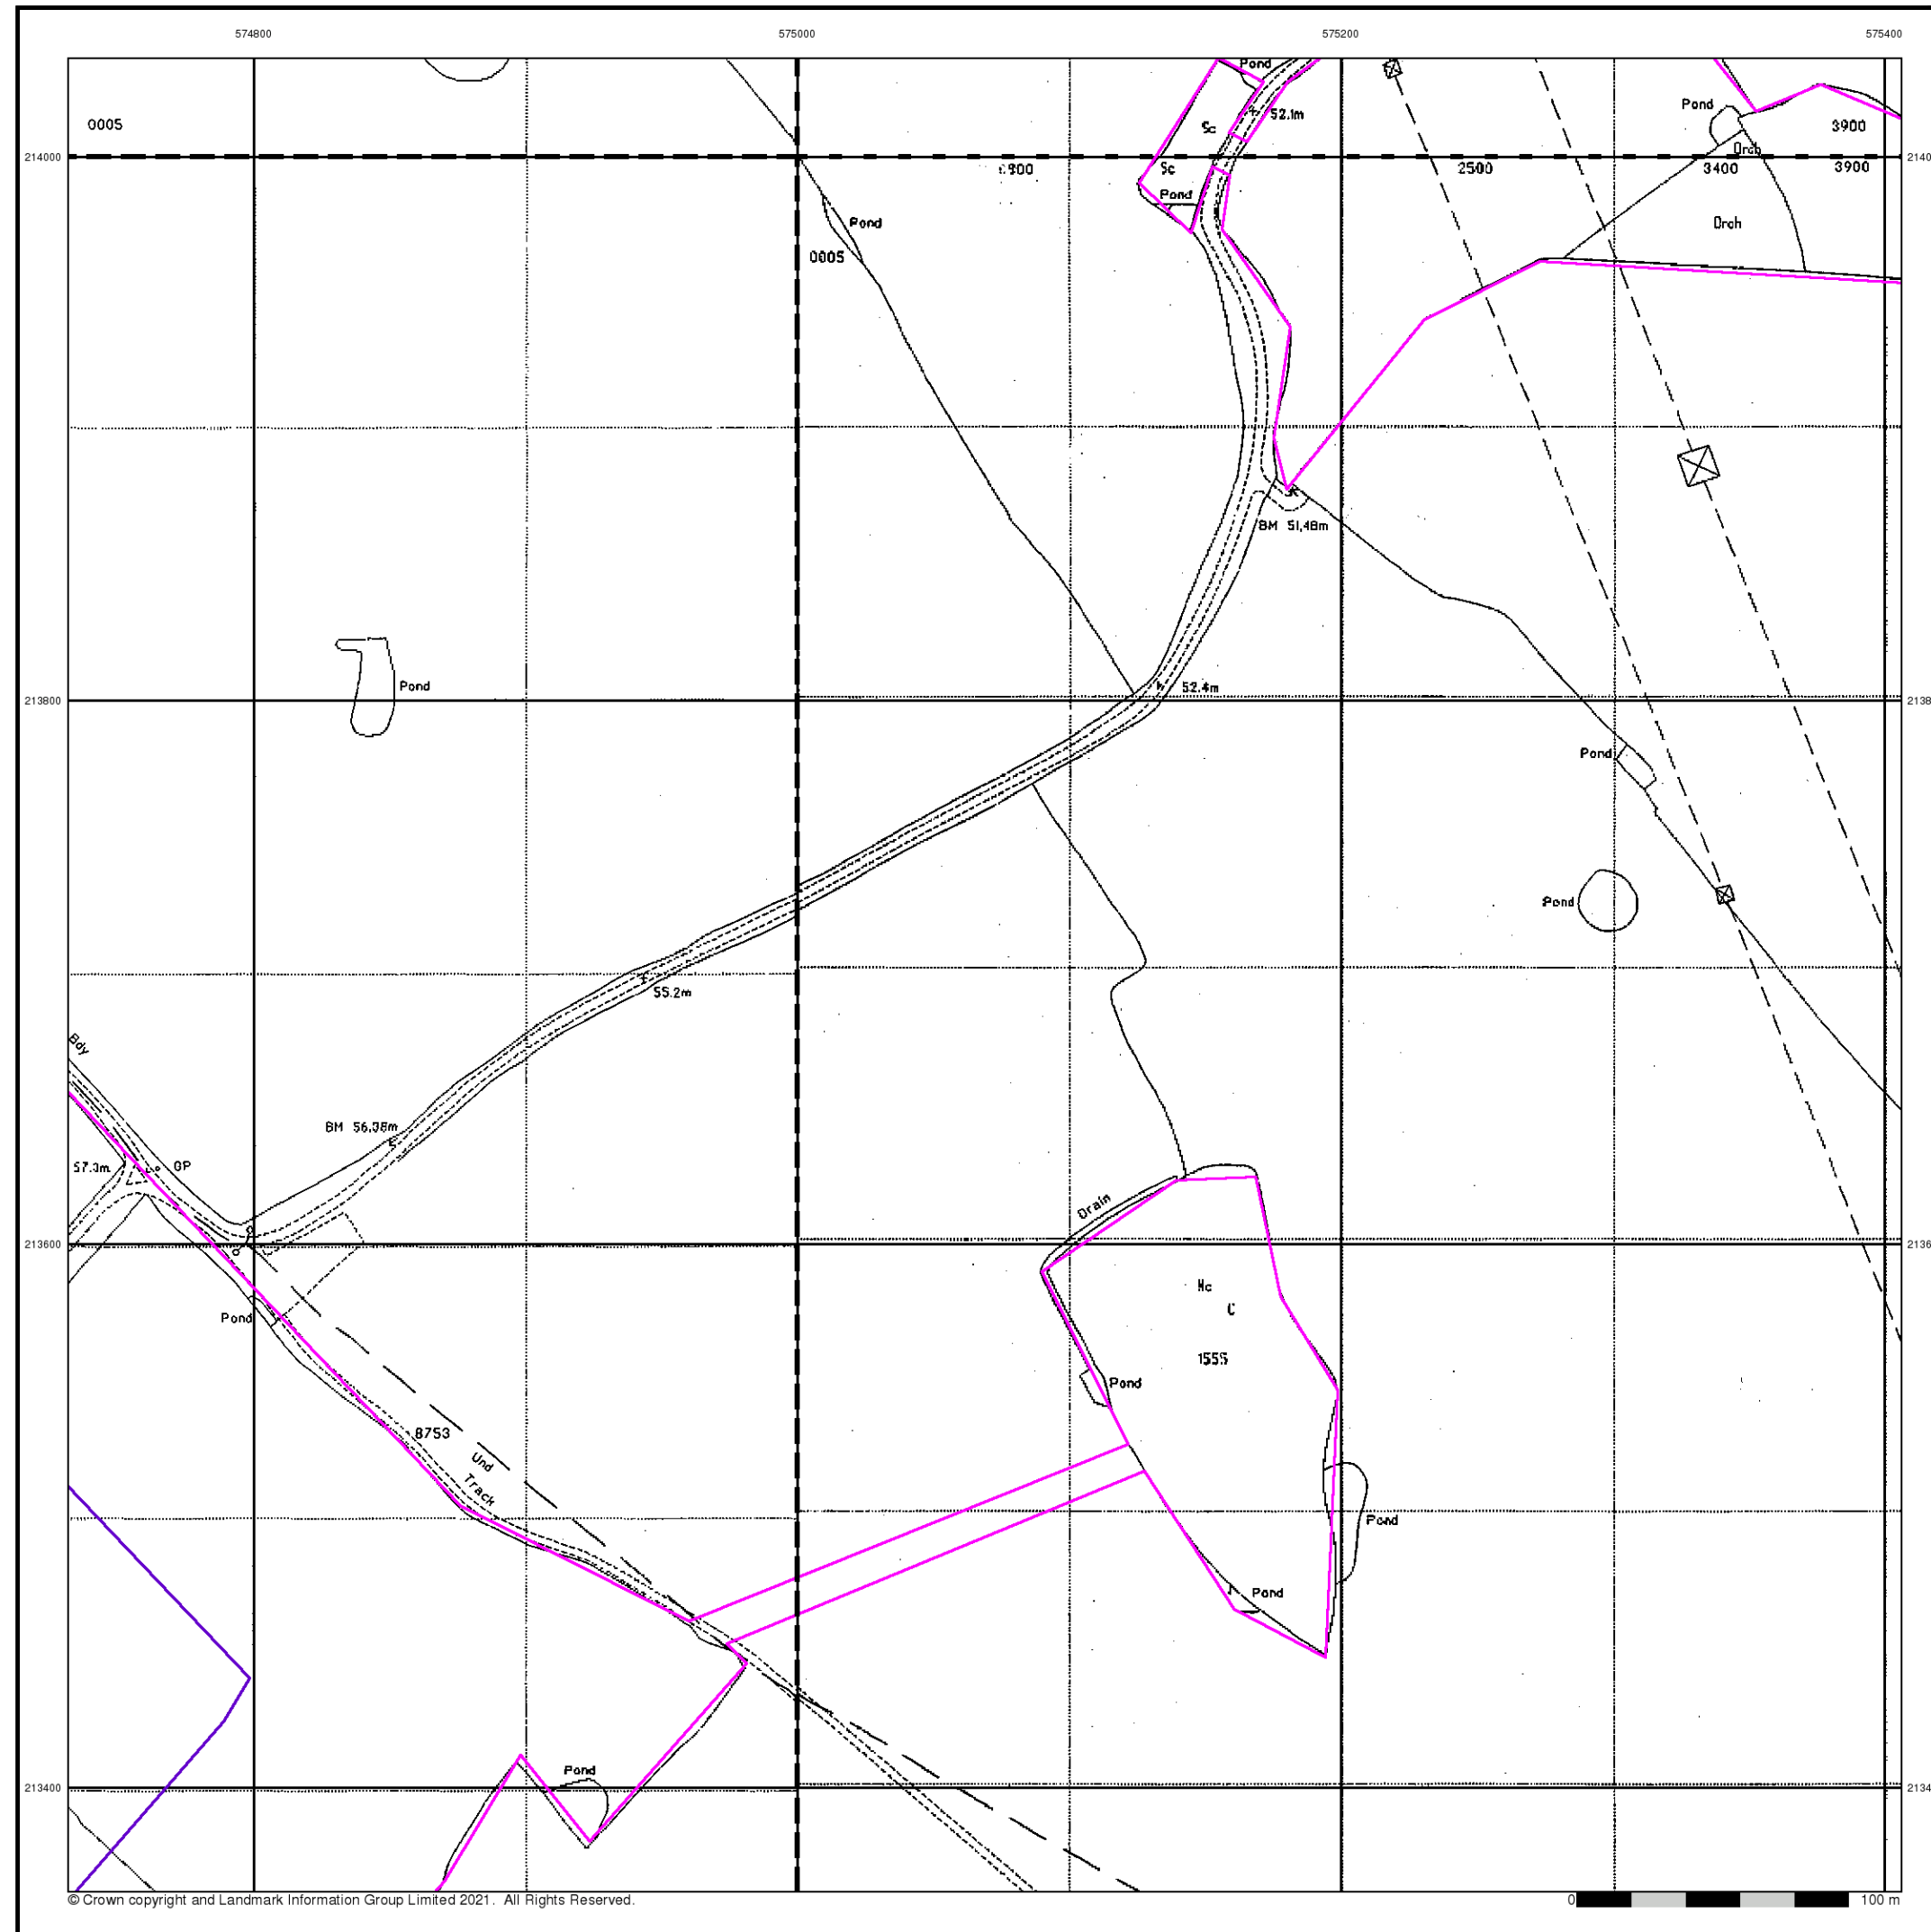 574800 575000 575200 575400
Pond
0005
52.1m
Pond
3900
Sc
Orch
214000
Sc
2500
3400
3900
Pond
Pond
Orch
0005
BM 51.48m
Pond
52.4m
213800
Pond
Pond
55.2m
Bdy
BM 56.38m
57.3m
GP
Drain
213600
Pond
1555
Pond
8753
Und
Track
Pond
Pond
Pond
213400
© Crown copyright and Landmark Information Group Limited 2021. All Rights Reserved.
0 100 m